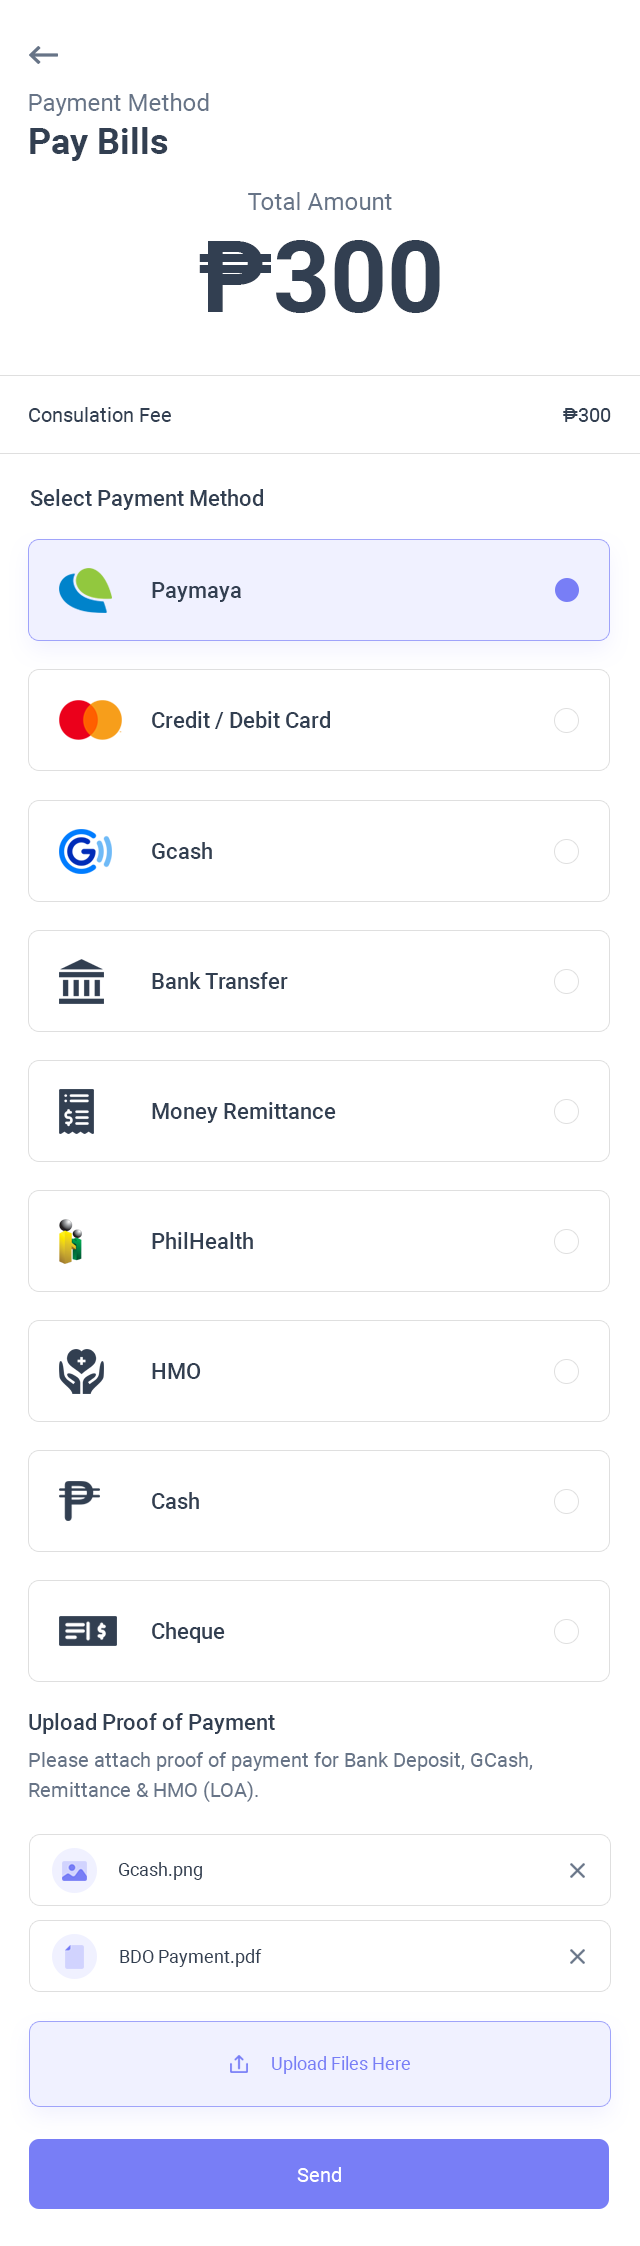 Payment Method
Pay Bills
Total Amount
₱300
Consulation Fee ₱300
Select Payment Method
Paymaya
Credit / Debit Card
Gcash
Bank Transfer
Money Remittance
PhilHealth
HMO
Cash
Cheque
Upload Proof of Payment
Please attach proof of payment for Bank Deposit, GCash,
Remittance & HMO (LOA).
Gcash.png
BDO Payment.pdf
Upload Files Here
Send